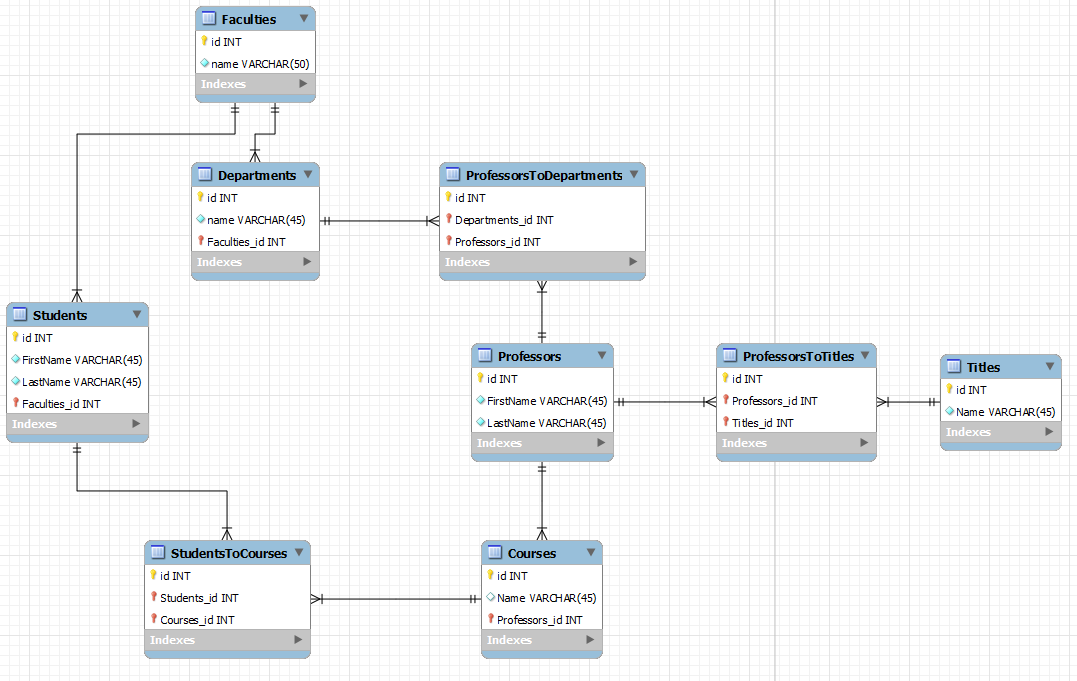 Faculties
id INT
name VARCHAR(50)
Indexes
Departments
id INT
name VARCHAR(45)
Faculties_id INT
Indexes
ProfessorsToDepartments
id INT
Departments_id INT
Professors_id INT
Indexes
Students
id INT
FirstName VARCHAR(45)
LastName VARCHAR(45)
Faculties_id INT
Indexes
Professors
id INT
FirstName VARCHAR(45)
LastName VARCHAR(45)
Indexes
ProfessorsToTitles
id INT
Professors_id INT
Titles_id INT
Indexes
Titles
id INT
Name VARCHAR(45)
Indexes
StudentsToCourses
id INT
Students_id INT
Courses_id INT
Indexes
Courses
id INT
Name VARCHAR(45)
Professors_id INT
Indexes